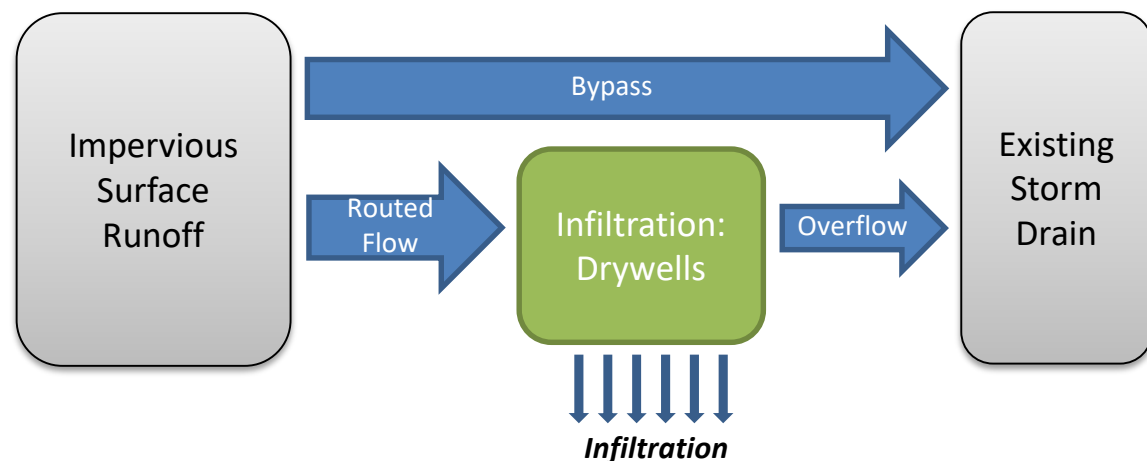 Impervious
Surface
Runoff
Bypass
Routed
Flow
Infiltration:
Drywells
Overflow
Existing
Storm
Drain
Infiltration